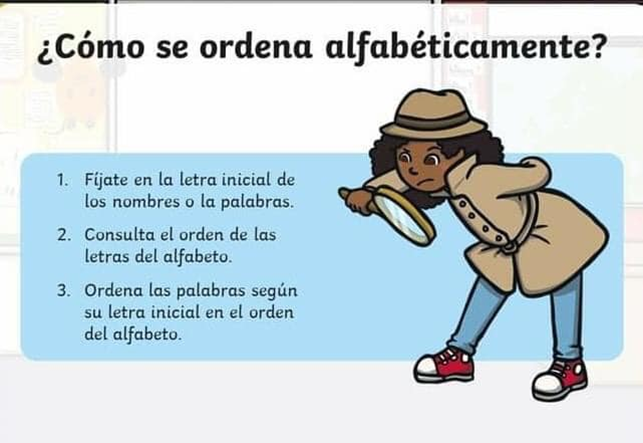 ¿Cómo se ordena alfabéticamente?
1. Fíjate en la letra inicial de
los nombres o la palabras.
2. Consulta el orden de las
letras del alfabeto.
3. Ordena las palabras según
su letra inicial en el orden
del alfabeto.